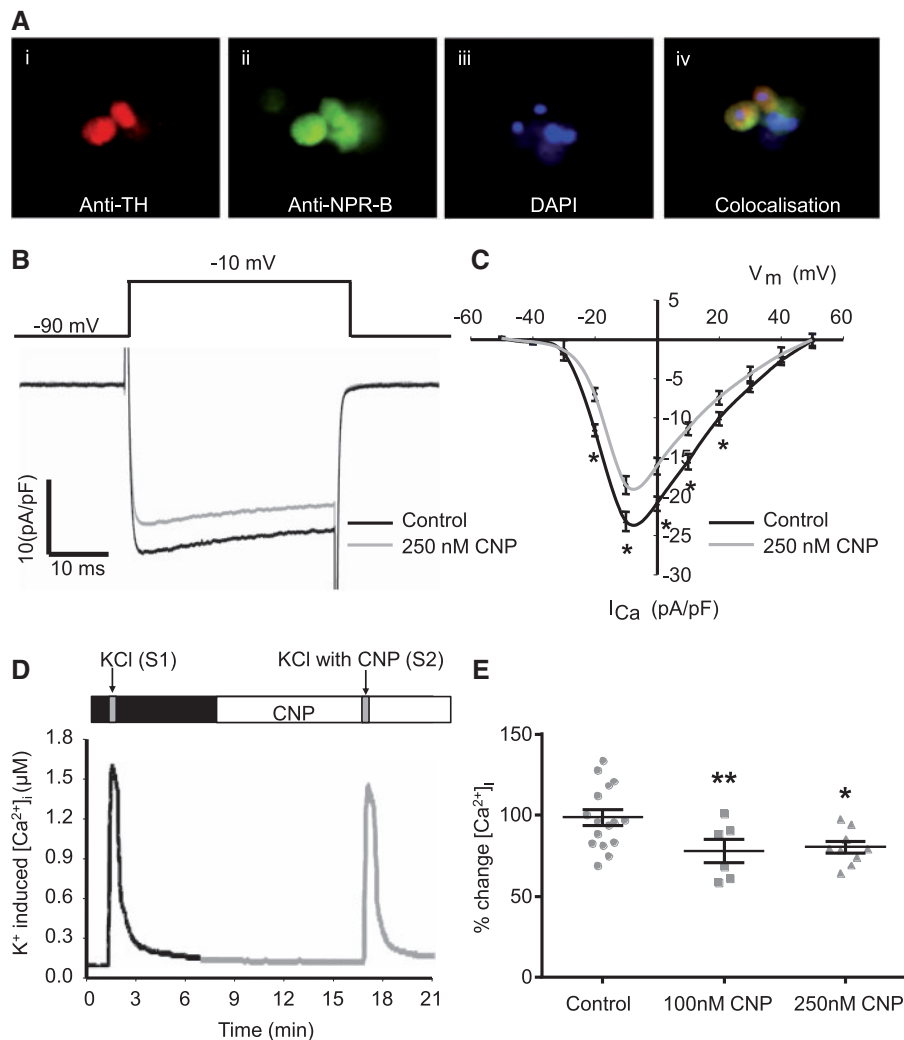 A
i
ii
iii
iv
Anti-TH
Anti-NPR-B
DAPI
Colocalisation
B
-10 mV
-90 mV
10(pA/pF)
10 ms
Control
250 nM CNP
C
V m (mV)
-60 -40 -20 20 40 60
5
-5
-10
-15
-20
-25
-30
*
*
*
*
*
Control
250 nM CNP
I Ca (pA/pF)
D
KCl (S1)
KCl with CNP (S2)
CNP
K+ induced [Ca2+]i (µM)
1.8
1.5
1.2
0.9
0.6
0.3
0.0
0 3 6 9 12 15 18 21
Time (min)
E
% change [Ca2+]I
150
100
50
0
**
*
Control 100nM CNP 250nM CNP